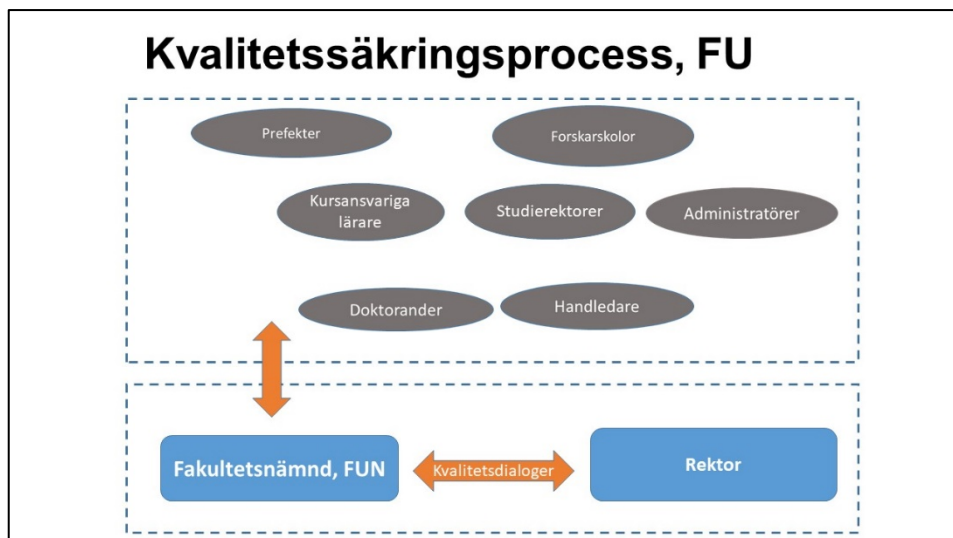 Kvalitetssäkringsprocess, FU
Prefekter
Forskarskolor
Kursansvariga
lärare
Studierektorer
Administratörer
Doktorander
Handledare
Fakultetsnämnd, FUN
Kvalitetsdialoger
Rektor